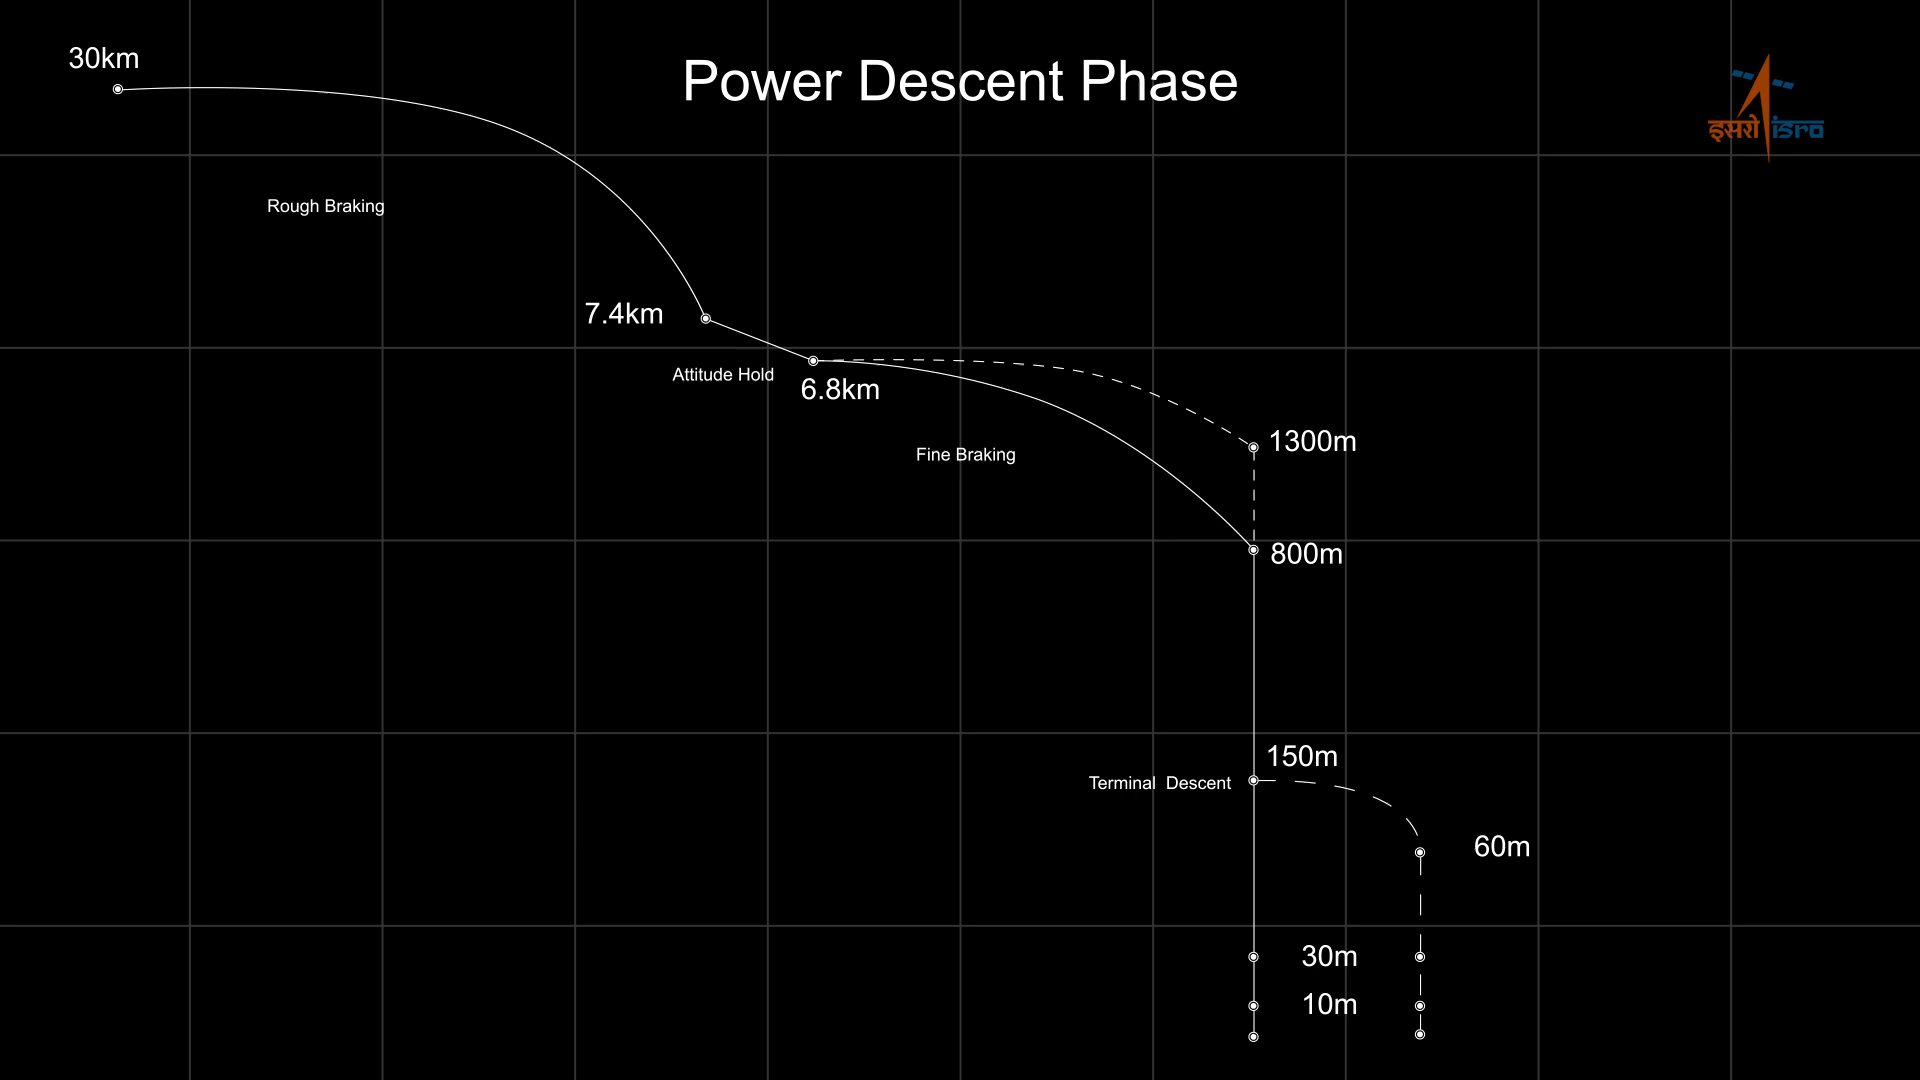 30km
Power Descent Phase
इसरो isro
Rough Braking
7.4km
Attitude Hold
6.8km
1300m
Fine Braking
800m
150m
Terminal Descent
60m
30m
10m